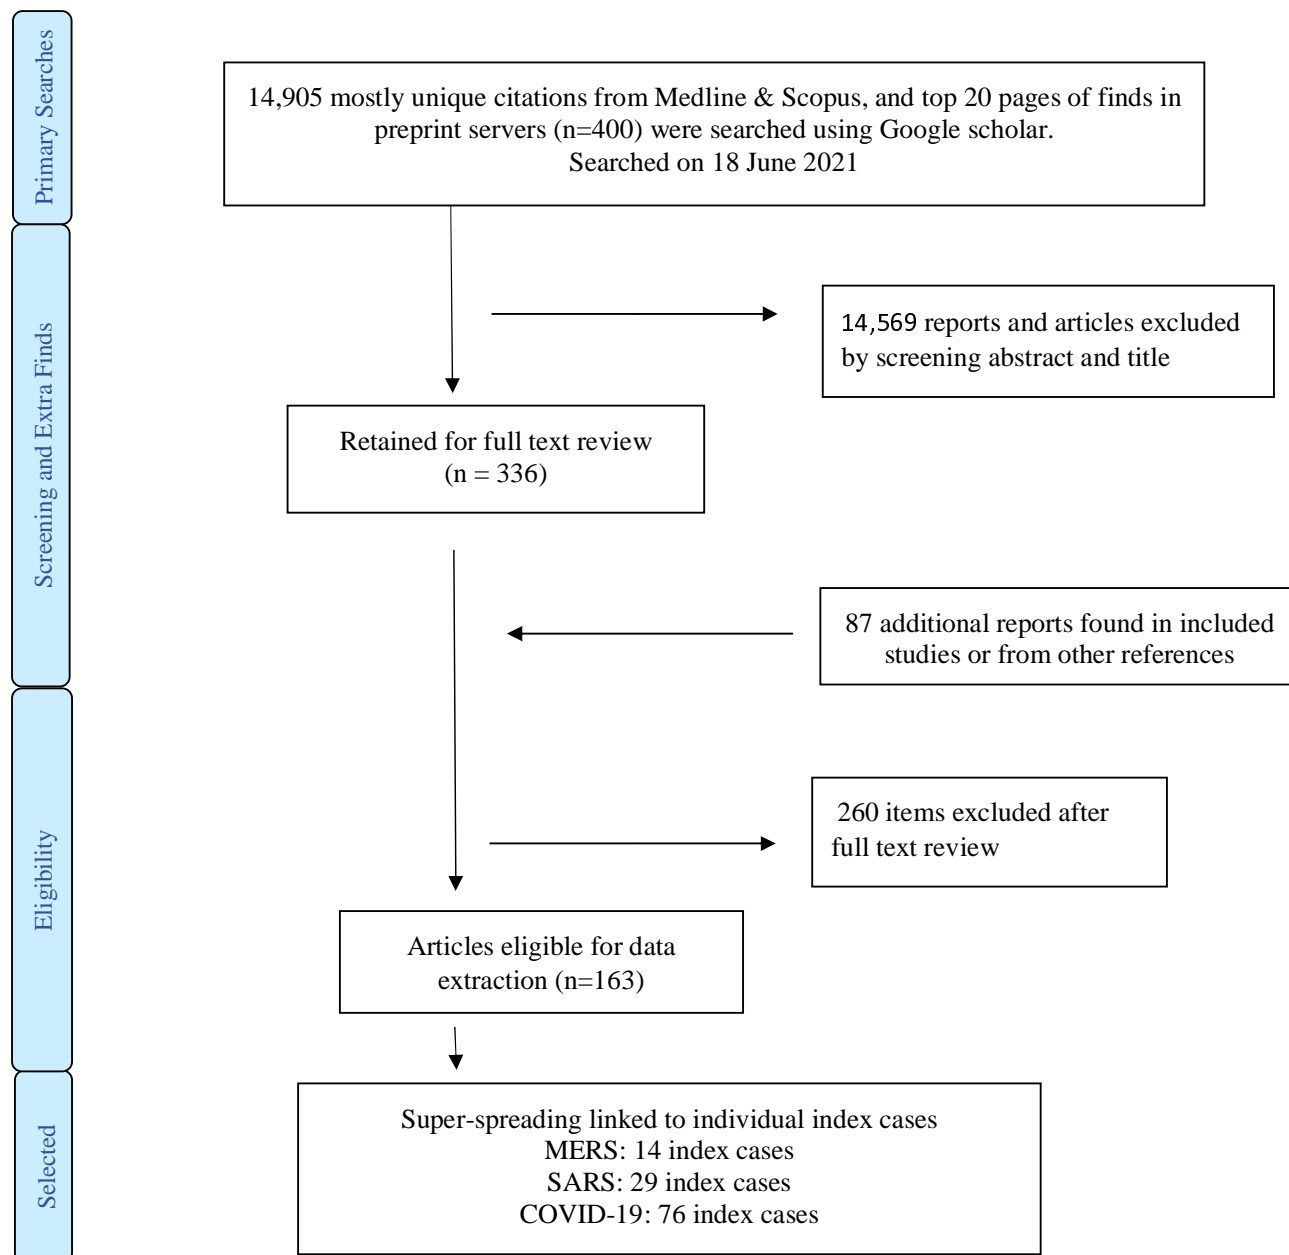 Primary Searches
14,905 mostly unique citations from Medline & Scopus, and top 20 pages of finds in
preprint servers (n=400) were searched using Google scholar.
Searched on 18 June 2021
Screening and Extra Finds
14,569 reports and articles excluded
by screening abstract and title
Retained for full text review
(n = 336)
87 additional reports found in included
studies or from other references
Eligibility
260 items excluded after
full text review
Articles eligible for data
extraction (n=163)
Selected
Super-spreading linked to individual index cases
MERS: 14 index cases
SARS: 29 index cases
COVID-19: 76 index cases